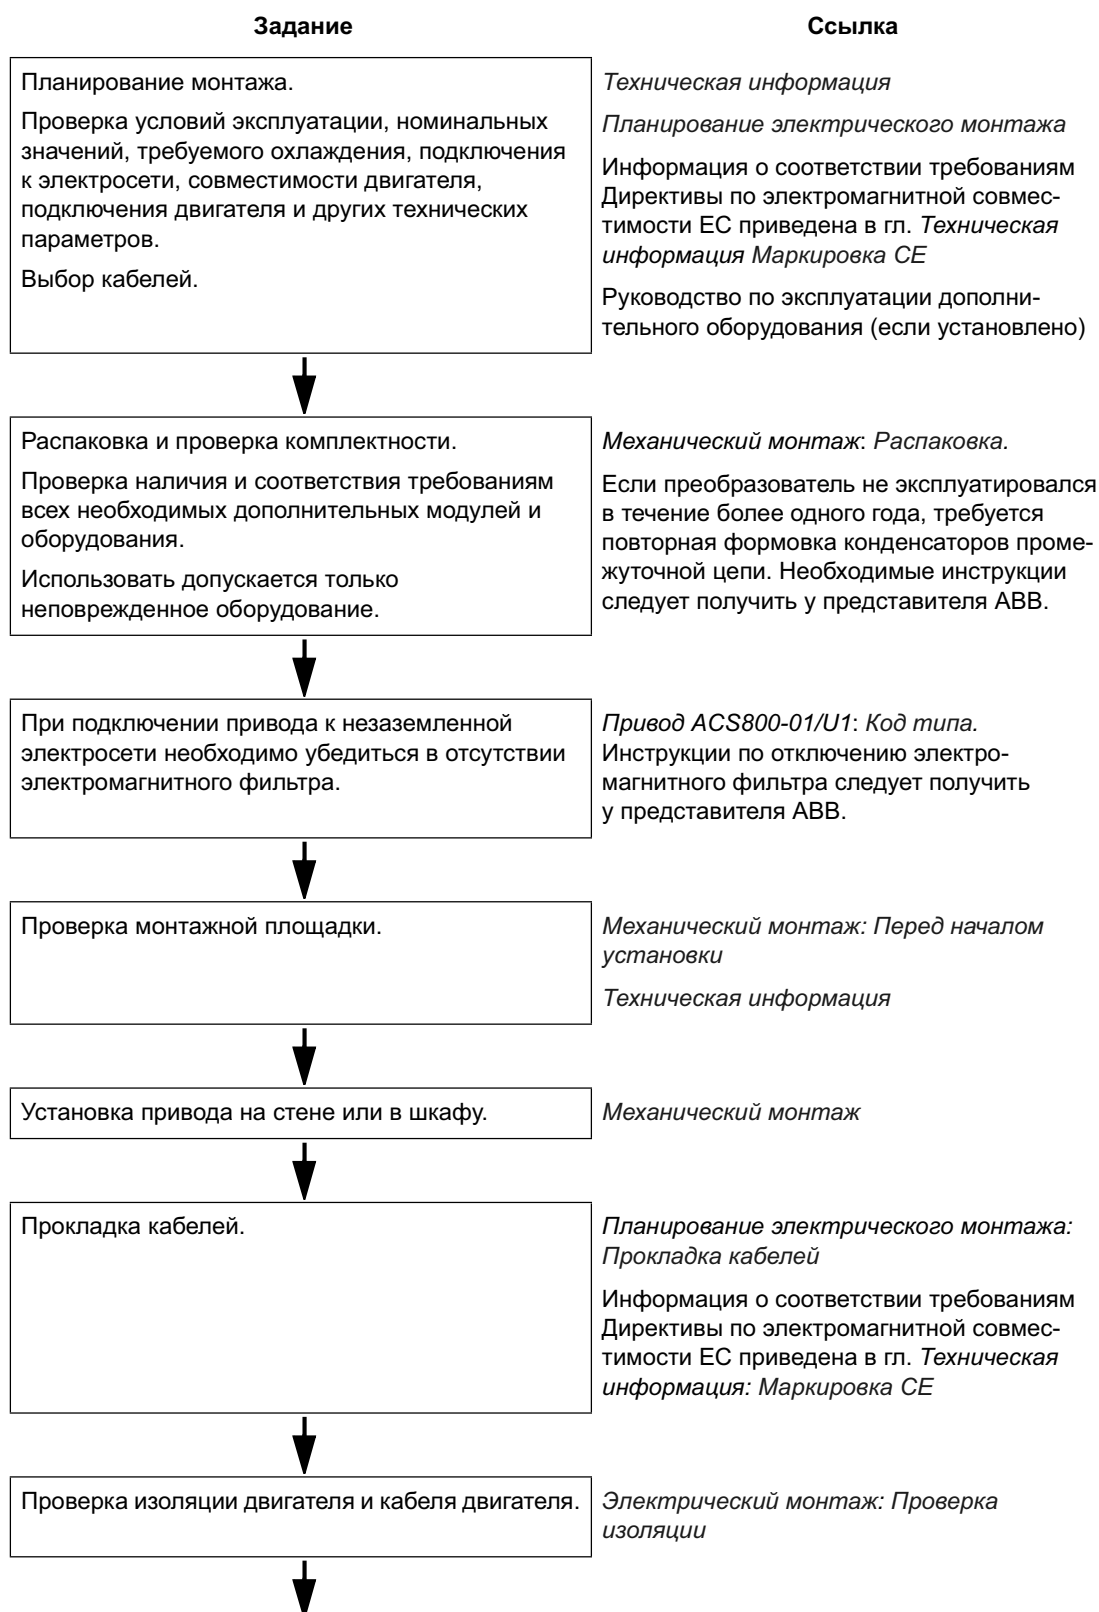 Задание
Ссылка
Планирование монтажа.
Проверка условий эксплуатации, номинальных
значений, требуемого охлаждения, подключения
к электросети, совместимости двигателя,
подключения двигателя и других технических
параметров.
Выбор кабелей.
Техническая информация
Планирование электрического монтажа
Информация о соответствии требованиям
Директивы по электромагнитной совмес-
тимости ЕС приведена в гл. Техническая
информация Маркировка CE
Руководство по эксплуатации дополни-
тельного оборудования (если установлено)
Распаковка и проверка комплектности.
Проверка наличия и соответствия требованиям
всех необходимых дополнительных модулей и
оборудования.
Использовать допускается только
неповрежденное оборудование.
Механический монтаж: Распаковка.
Если преобразователь не эксплуатировался
в течение более одного года, требуется
повторная формовка конденсаторов проме-
жуточной цепи. Необходимые инструкции
следует получить у представителя ABB.
При подключении привода к незаземленной
электросети необходимо убедиться в отсутствии
электромагнитного фильтра.
Привод ACS800-01/U1: Код типа.
Инструкции по отключению электро-
магнитного фильтра следует получить
у представителя ABB.
Проверка монтажной площадки.
Механический монтаж: Перед началом
установки
Техническая информация
Установка привода на стене или в шкафу.
Механический монтаж
Прокладка кабелей.
Планирование электрического монтажа:
Прокладка кабелей
Информация о соответствии требованиям
Директивы по электромагнитной совмес-
тимости ЕС приведена в гл. Техническая
информация: Маркировка CE
Проверка изоляции двигателя и кабеля двигателя.
Электрический монтаж: Проверка
изоляции